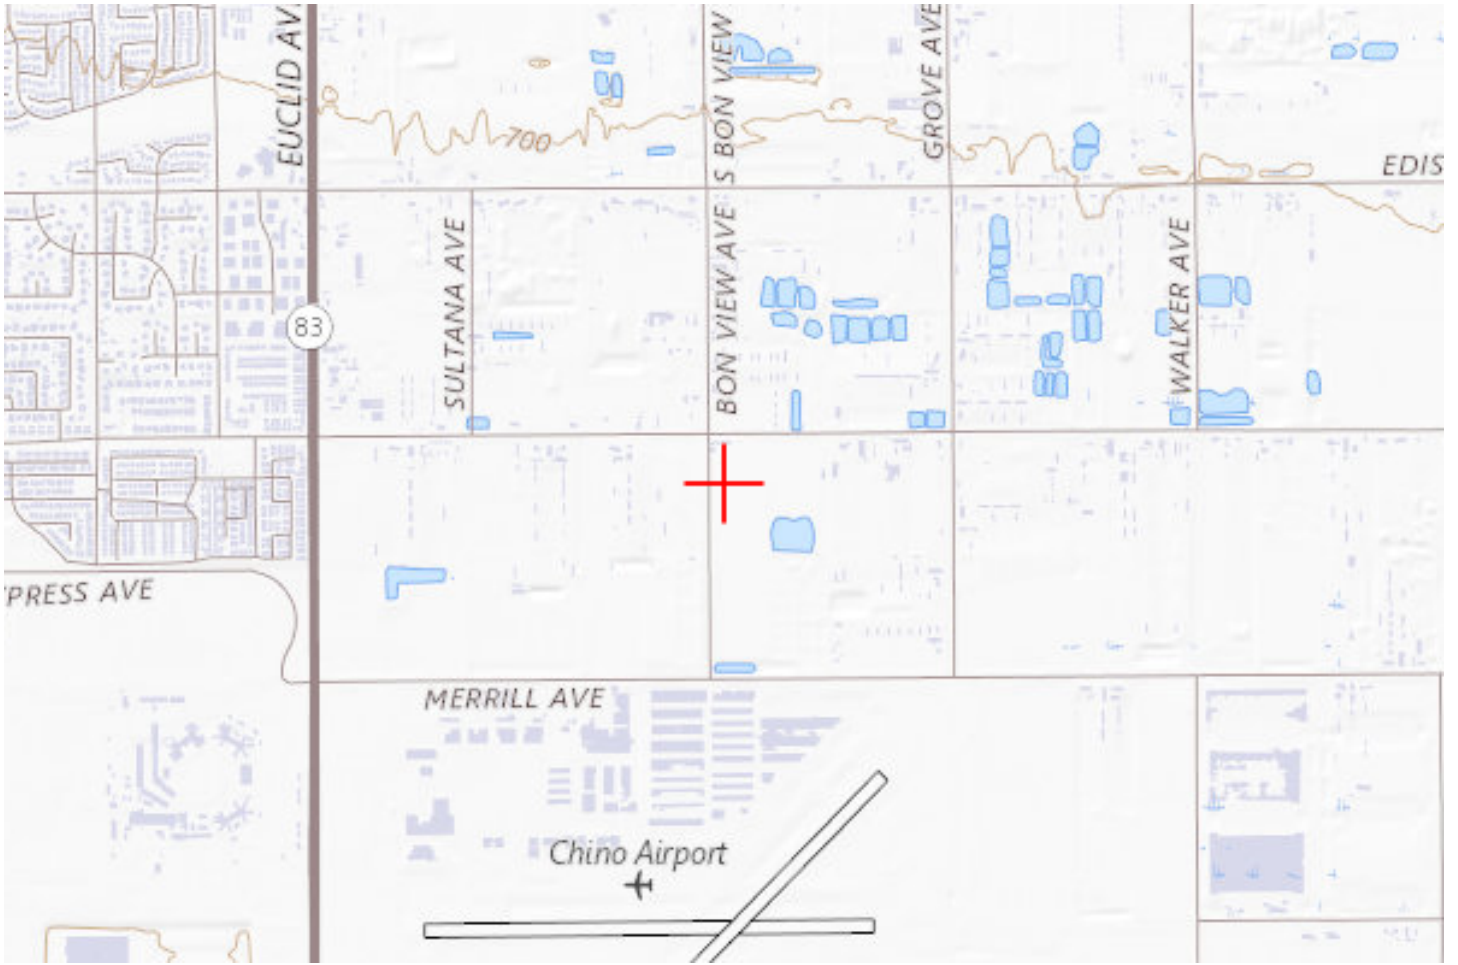 EUCLID AV
S BON VIEW
GROVE AVE
700
EDIS
SULTANA AVE
BON VIEW AVE
WALKER AVE
83
PRESS AVE
MERRILL AVE
Chino Airport